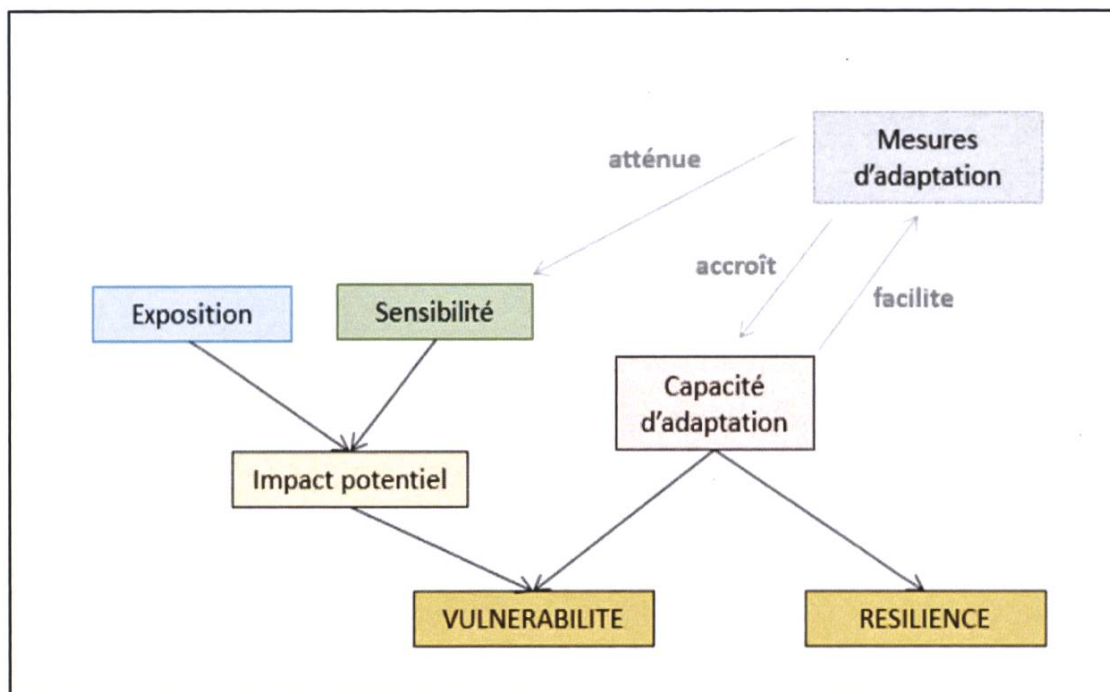 Mesures
d'adaptation
atténue
accroît
facilite
Exposition
Sensibilité
Capacité
d'adaptation
Impact potentiel
VULNERABILITE
RESILIENCE